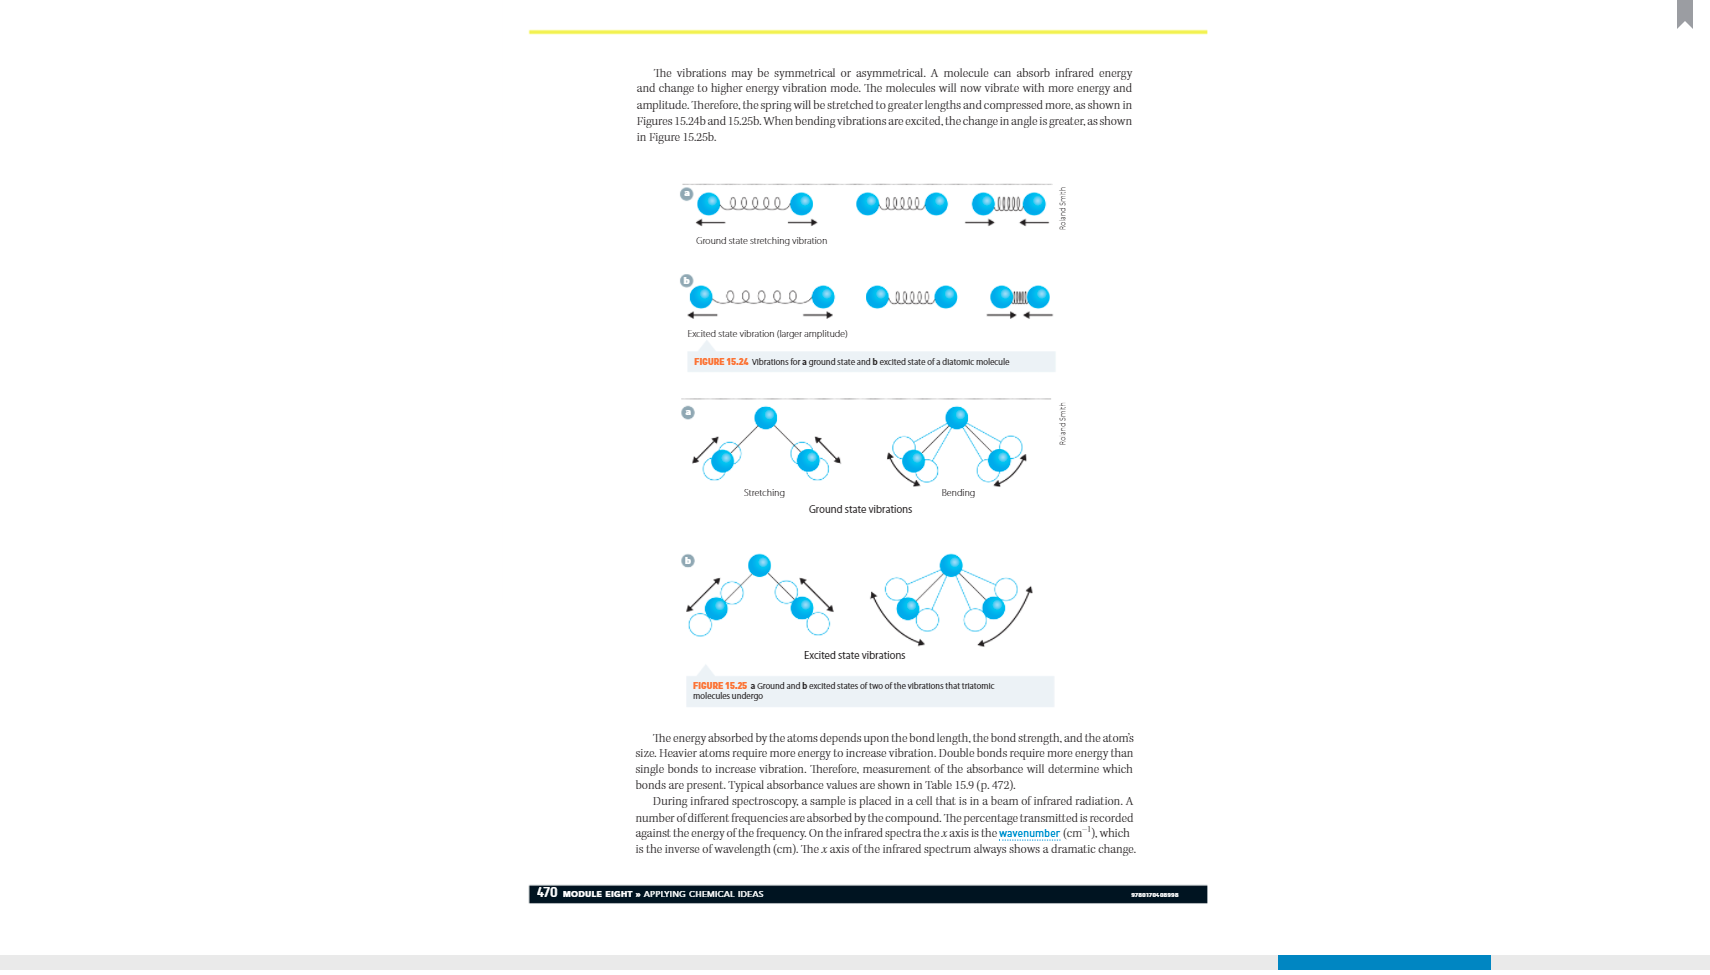 The vibrations may be symmetrical or asymmetrical. A molecule can absorb infrared energy
and change to higher energy vibration mode. The molecules will now vibrate with more energy and
amplitude. Therefore, the spring will be stretched to greater lengths and compressed more, as shown in
Figures 15.24b and 15.25b. When bending vibrations are excited, the change in angle is greater, as shown
in Figure 15.25b.
a
Roland Smith
Ground state stretching vibration
b
Excited state vibration (larger amplitude)
FIGURE 15.24 Vibrations for a ground state and b excited state of a diatomic molecule
a
Roland Smith
Stretching
Bending
Ground state vibrations
b
Excited state vibrations
FIGURE 15.25 a Ground and b excited states of two of the vibrations that triatomic
molecules undergo
The energy absorbed by the atoms depends upon the bond length, the bond strength, and the atom's
size. Heavier atoms require more energy to increase vibration. Double bonds require more energy than
single bonds to increase vibration. Therefore, measurement of the absorbance will determine which
bonds are present. Typical absorbance values are shown in Table 15.9 (p. 472).
During infrared spectroscopy, a sample is placed in a cell that is in a beam of infrared radiation. A
number of different frequencies are absorbed by the compound. The percentage transmitted is recorded
against the energy of the frequency. On the infrared spectra the x axis is the wavenumber (cm⁻¹), which
is the inverse of wavelength (cm). The x axis of the infrared spectrum always shows a dramatic change.
470 MODULE EIGHT » APPLYING CHEMICAL IDEAS
9780170408998